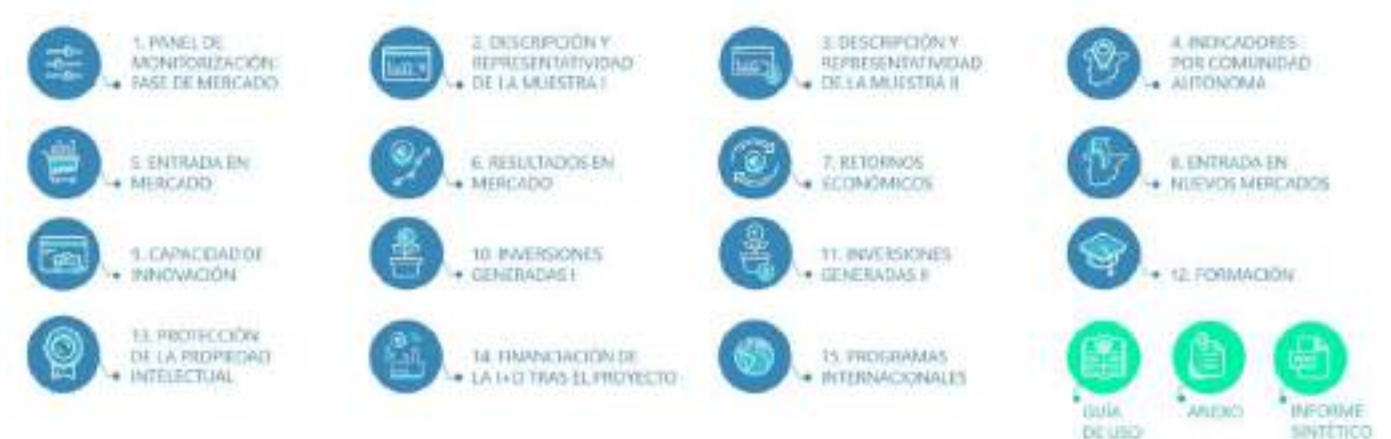 1. PANEL DE
MONITORIZACIÓN:
FASE DE MERCADO
2. DESCRIPCIÓN Y
REPRESENTATIVIDAD
DE LA MUESTRA I
3. DESCRIPCIÓN Y
REPRESENTATIVIDAD
DE LA MUESTRA II
4. INDICADORES
POR COMUNIDAD
AUTÓNOMA
5. ENTRADA EN
MERCADO
6. RESULTADOS EN
MERCADO
7. RETORNOS
ECONÓMICOS
8. ENTRADA EN
NUEVOS MERCADOS
9. CAPACIDAD DE
INNOVACIÓN
10. INVERSIONES
GENERADAS I
11. INVERSIONES
GENERADAS II
12. FORMACIÓN
13. PROTECCIÓN
DE LA PROPIEDAD
INTELECTUAL
14. FINANCIACIÓN DE
LA I+D TRAS EL PROYECTO
15. PROGRAMAS
INTERNACIONALES
GUÍA
DE USO
ANEXO
INFORME
SINTÉTICO